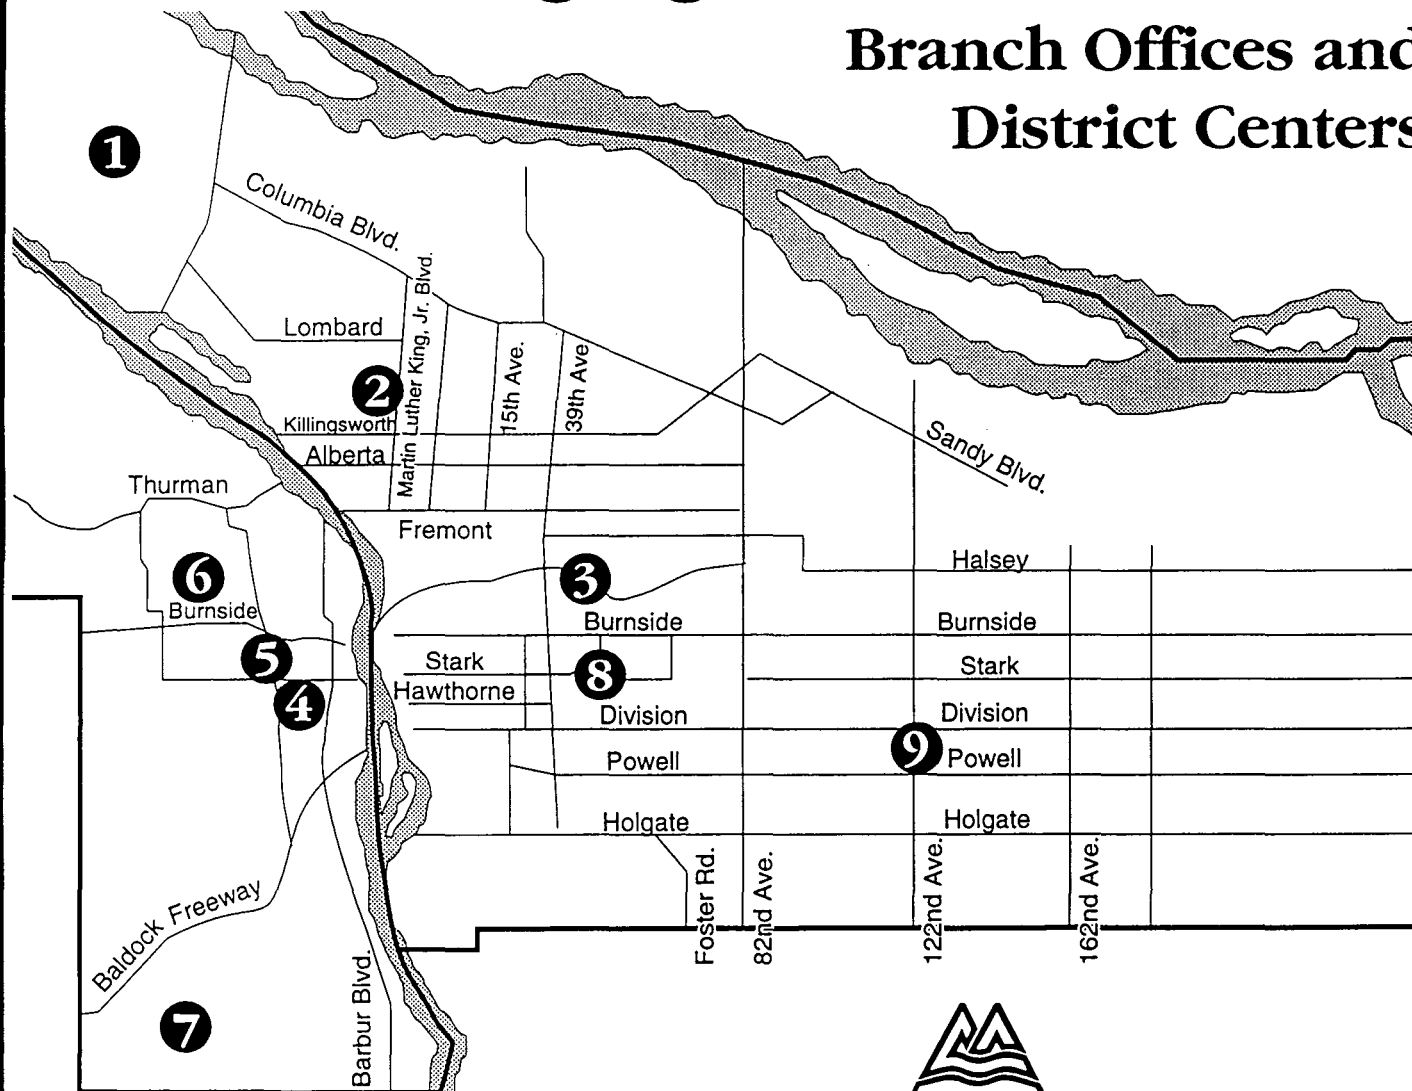 Branch Offices and
District Centers
1
Columbia Blvd.
Martin Luther King, Jr. Blvd.
Lombard
15th Ave.
39th Ave.
2
Killingsworth
Alberta
Sandy Blvd.
Thurman
Fremont
Halsey
6
3
Burnside
Burnside
Burnside
5
Stark
8
Stark
4
Hawthorne
Division
Division
9
Powell
Powell
Holgate
Holgate
Foster Rd.
82nd Ave.
122nd Ave.
162nd Ave.
Baldock Freeway
Barbur Blvd.
7